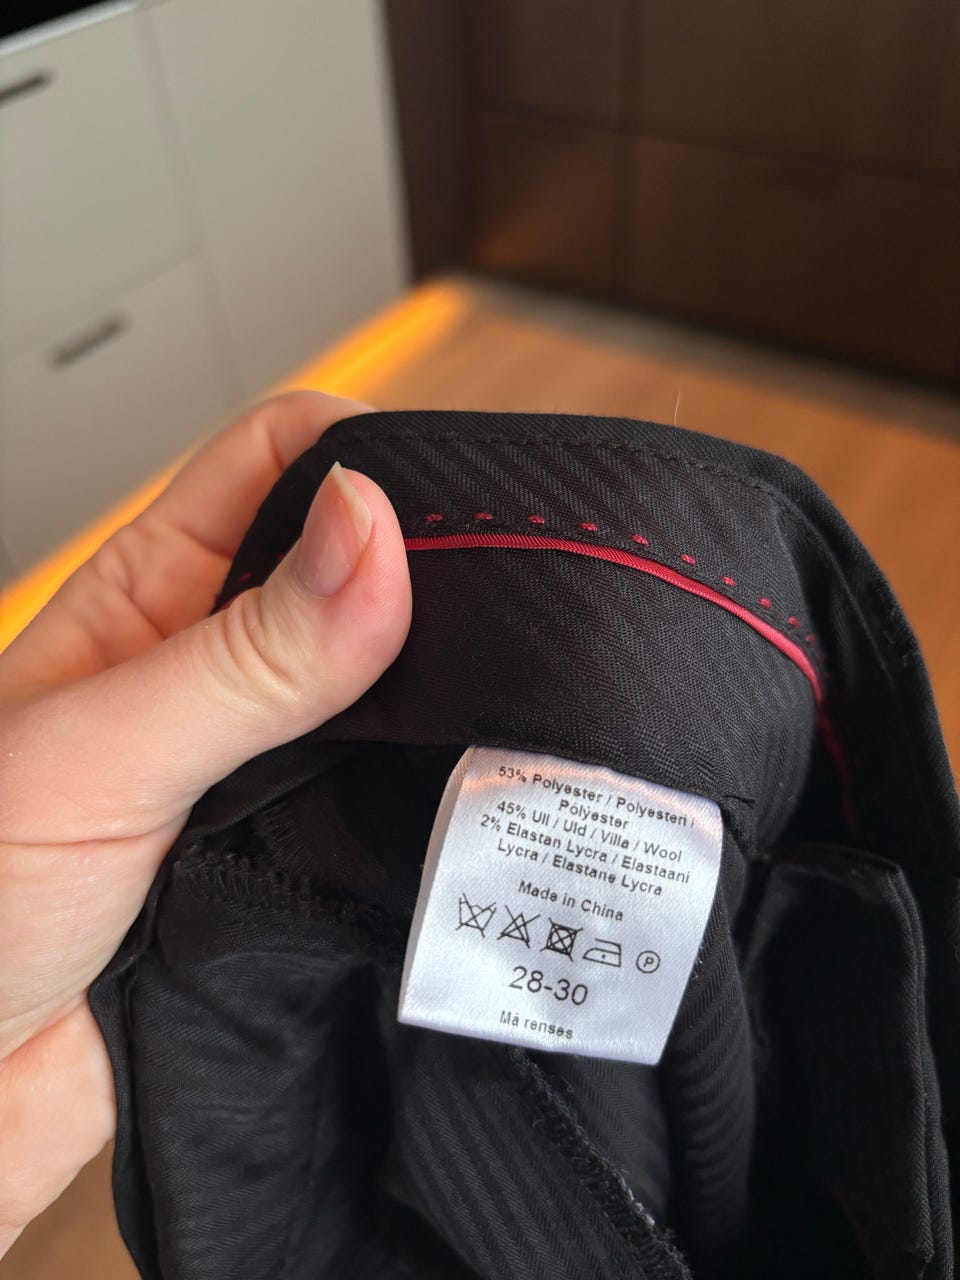 53% Polyester / Polyesteri /
Polyester
45% Ull / Uld / Villa / Wool
2% Elastan Lycra / Elastaani
Lycra / Elastane Lycra
Made in China
P
28-30
Må renses